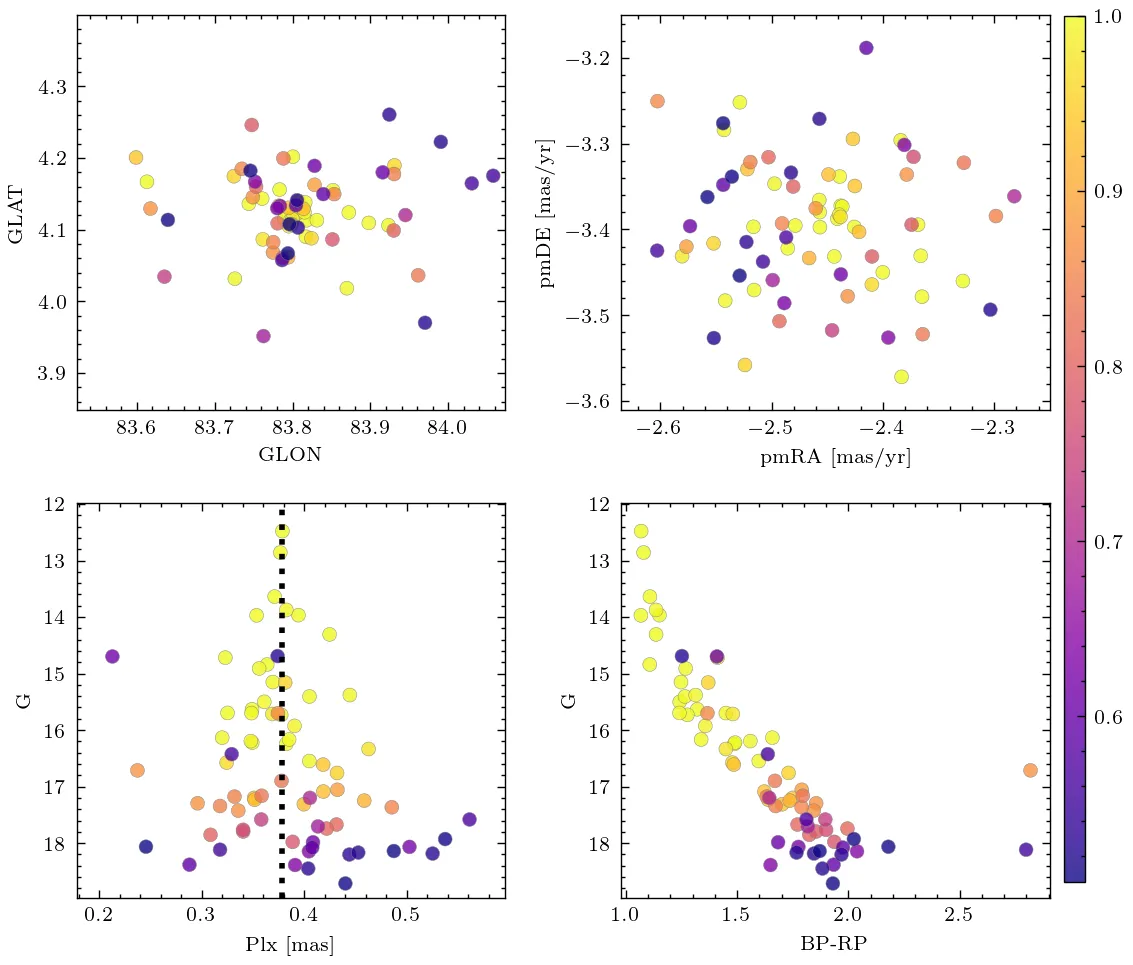 4.3
4.2
4.1
4.0
3.9
GLAT
83.6 83.7 83.8 83.9 84.0
GLON
−3.2
−3.3
−3.4
−3.5
−3.6
pmDE [mas/yr]
−2.6 −2.5 −2.4 −2.3
pmRA [mas/yr]
1.0
0.9
0.8
0.7
0.6
12
13
14
15
16
17
18
G
0.2 0.3 0.4 0.5
Plx [mas]
12
13
14
15
16
17
18
G
1.0 1.5 2.0 2.5
BP-RP